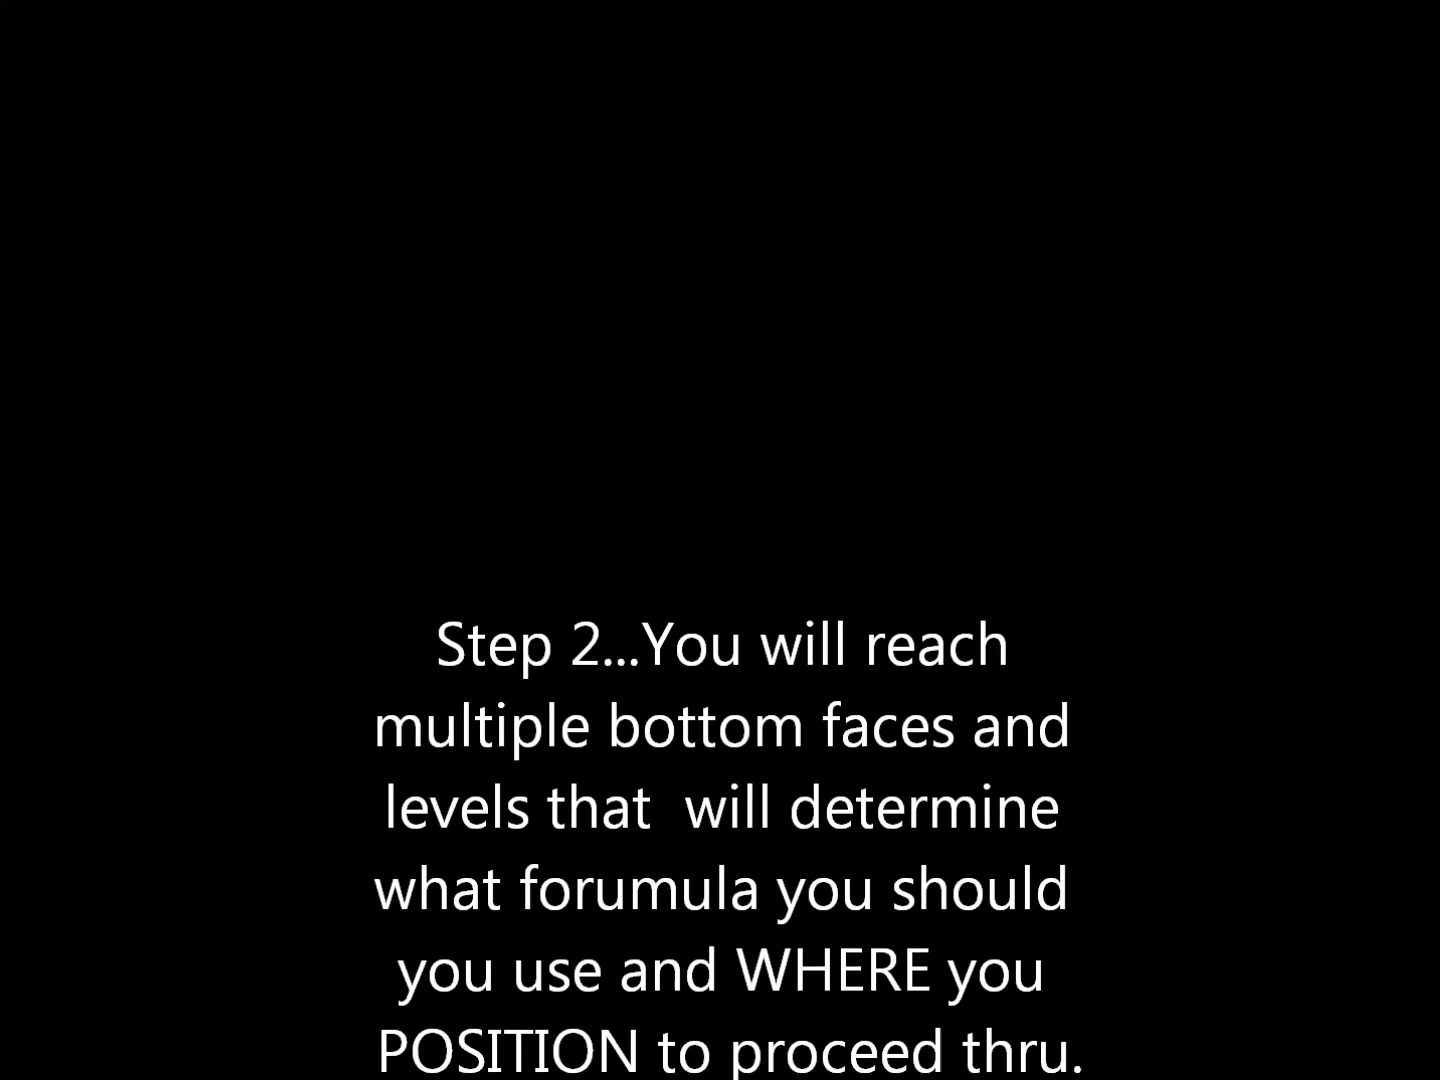 Step 2...You will reach
multiple bottom faces and
levels that  will determine
what forumula you should
you use and WHERE you
POSITION to proceed thru.